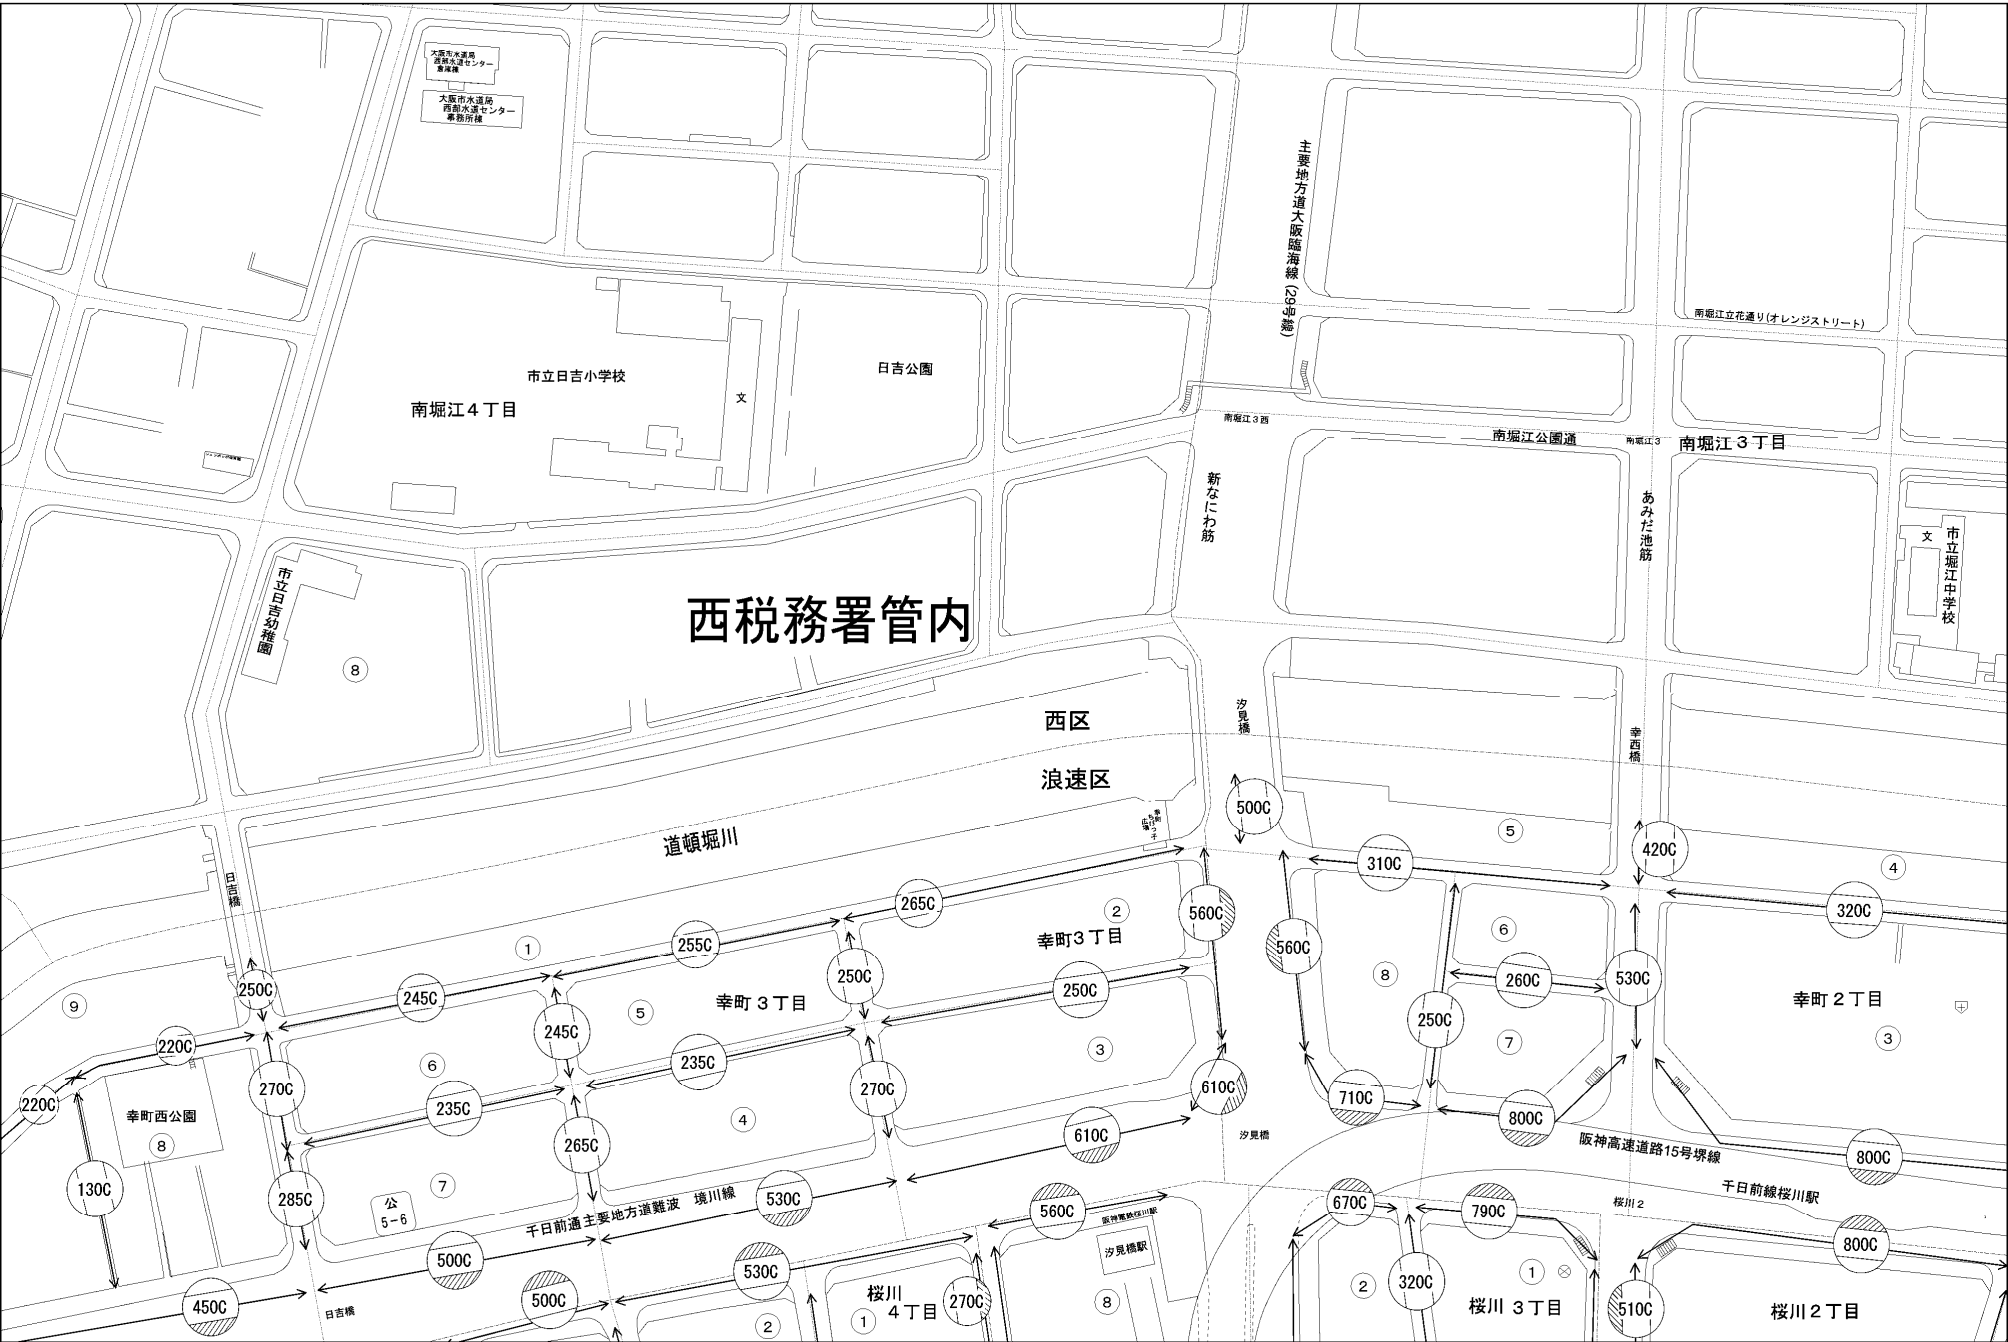 大阪市水道局
西部水道センター
倉庫棟
大阪市水道局
西部水道センター
事務所棟
主要地方道大阪臨海線(29号線)
南堀江立花通り(オレンジストリート)
市立日吉小学校
日吉公園
文
南堀江4丁目
南堀江3西
南堀江公園通
南堀江3
南堀江3丁目
新なにわ筋
あみだ池筋
文
市立堀江中学校
市立日吉幼稚園
西税務署管内
8
西区
汐見橋
幸西橋
浪速区
道頓堀川
500C
5
310C
420C
4
日吉橋
265C
2
560C
320C
1
255C
幸町3丁目
6
560C
250C
245C
250C
250C
8
260C
530C
幸町2丁目
9
幸町3丁目
5
245C
250C
7
3
220C
6
235C
3
270C
270C
610C
710C
220C
235C
800C
幸町西公園
8
4
265C
610C
汐見橋
阪神高速道路15号堺線
800C
130C
285C
7
公
5-6
千日前通主要地方道難波 境川線
530C
560C
阪神電鉄桜川駅
670C
790C
桜川2
千日前線桜川駅
500C
汐見橋駅
800C
530C
320C
2
1
450C
日吉橋
500C
桜川
4丁目
270C
8
桜川3丁目
510C
桜川2丁目
2
1